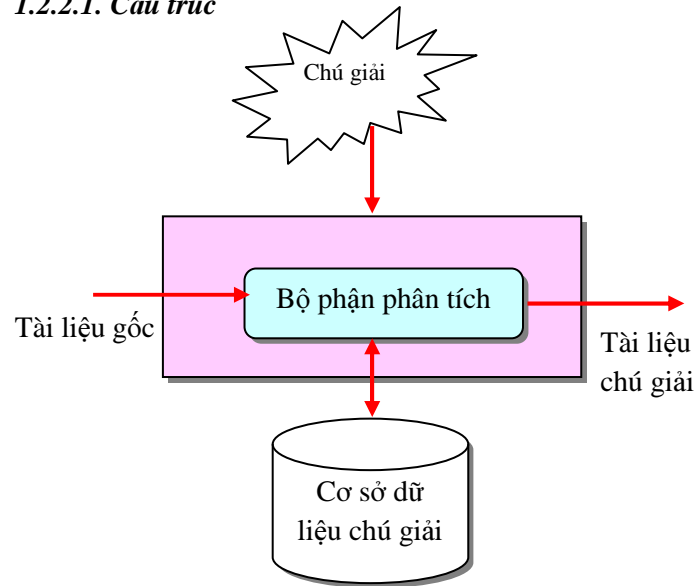 1.2.2.1. Cấu trúc
Chú giải
Bộ phận phân tích
Tài liệu gốc
Tài liệu
chú giải
Cơ sở dữ
liệu chú giải